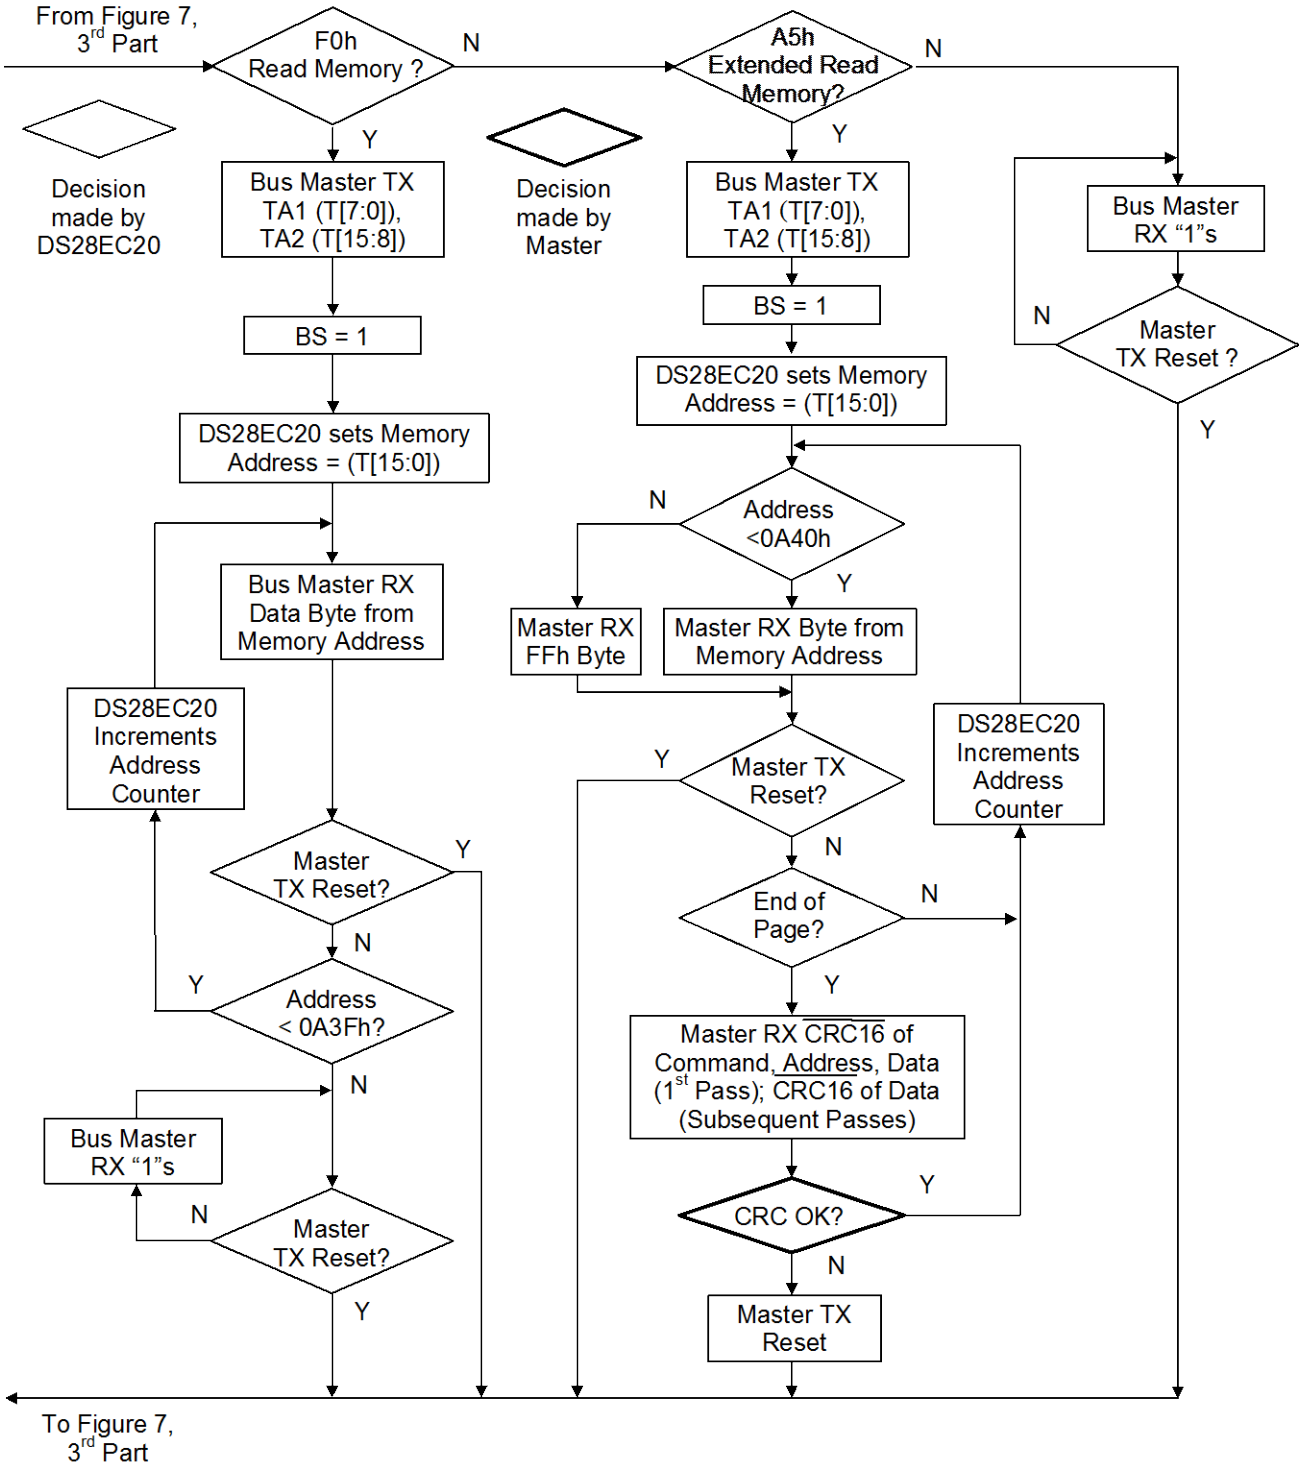 From Figure 7,
3rd Part
F0h
Read Memory ?
N
Y
A5h
Extended Read
Memory?
N
Y
Decision
made by
DS28EC20
Decision
made by
Master
Bus Master TX
TA1 (T[7:0]),
TA2 (T[15:8])
BS = 1
DS28EC20 sets Memory
Address = (T[15:0])
Bus Master RX
Data Byte from
Memory Address
DS28EC20
Increments
Address
Counter
Master
TX Reset?
Y
N
Address
< 0A3Fh?
Y
N
Bus Master
RX “1”s
N
Master
TX Reset?
Y
Bus Master TX
TA1 (T[7:0]),
TA2 (T[15:8])
BS = 1
DS28EC20 sets Memory
Address = (T[15:0])
N
Address
<0A40h
Y
Master RX
FFh Byte
Master RX Byte from
Memory Address
Y
Master TX
Reset?
N
DS28EC20
Increments
Address
Counter
End of
Page?
N
Y
Master RX CRC16 of
Command, Address, Data
(1st Pass); CRC16 of Data
(Subsequent Passes)
CRC OK?
Y
N
Master TX
Reset
Bus Master
RX “1”s
N
Master
TX Reset ?
Y
To Figure 7,
3rd Part